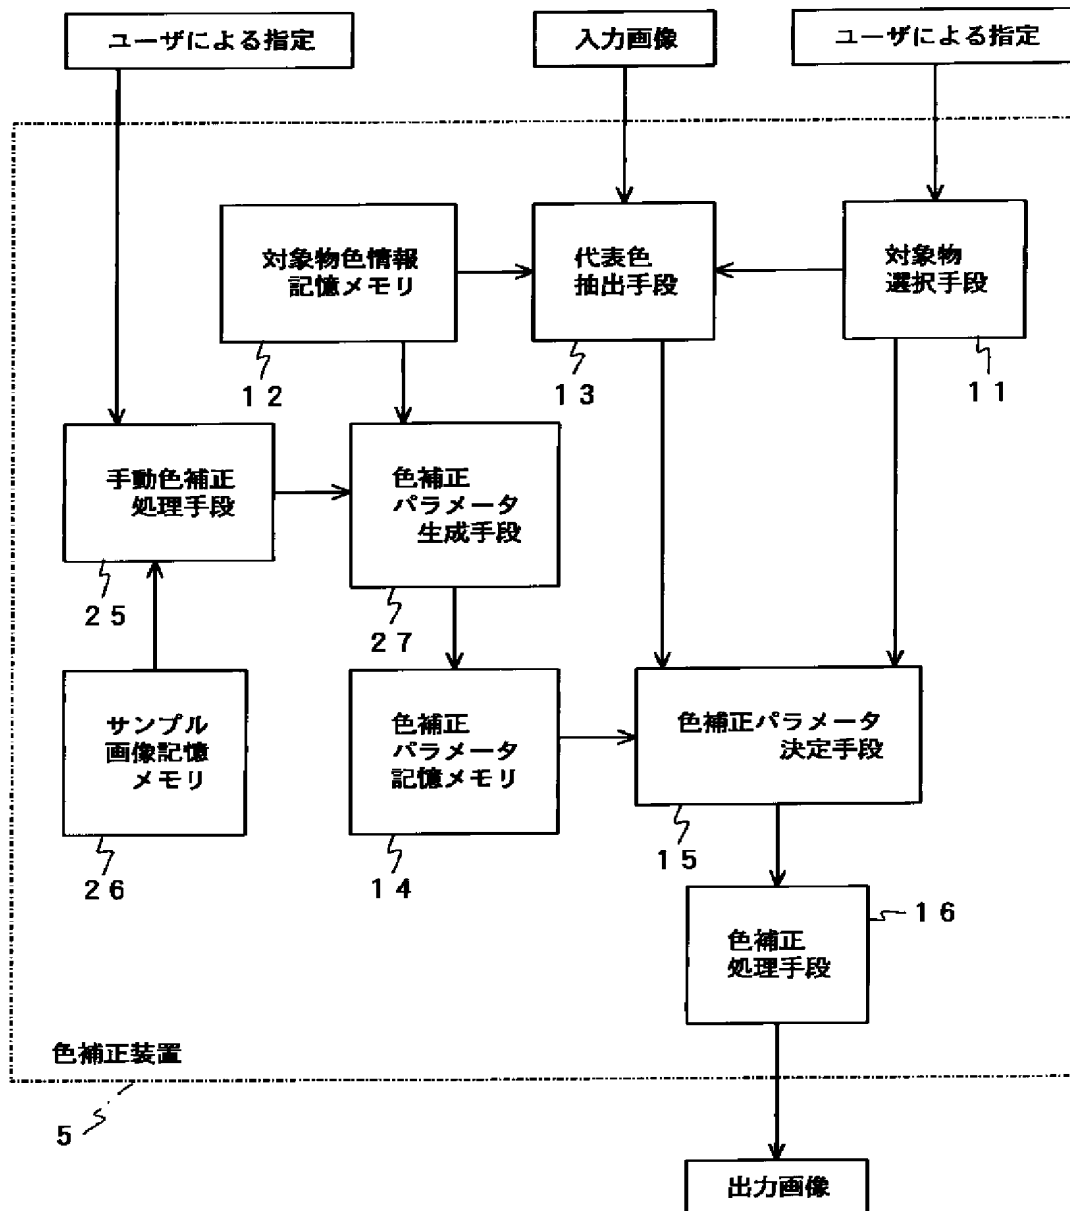 ユーザによる指定
入力画像
ユーザによる指定
対象物色情報
記憶メモリ
代表色
抽出手段
対象物
選択手段
12
13
11
手動色補正
処理手段
色補正
パラメータ
生成手段
25
27
サンプル
画像記憶
メモリ
色補正
パラメータ
記憶メモリ
色補正パラメータ
決定手段
26
14
15
色補正
処理手段
16
色補正装置
5
出力画像